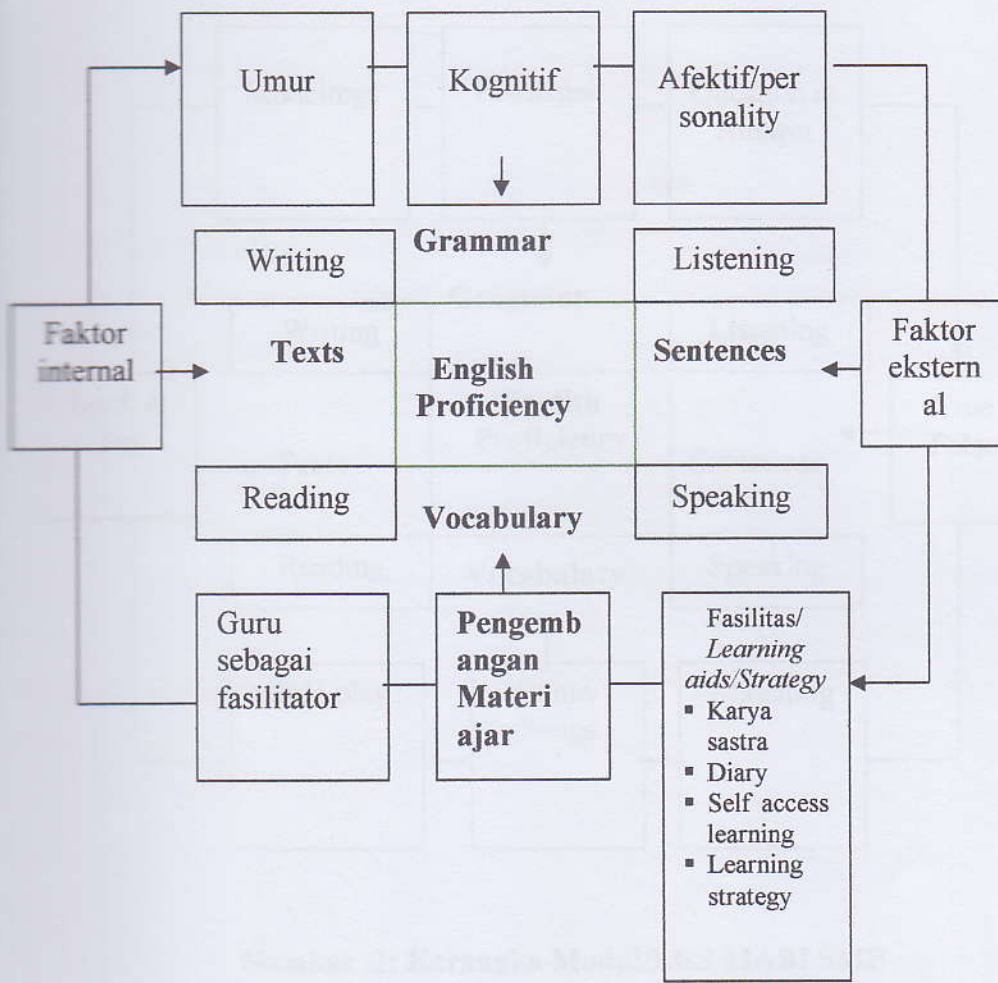 Umur
Kognitif
Afektif/per
sonality
Grammar
Writing
Listening
Faktor
internal
Texts
English
Proficiency
Sentences
Faktor
ekstern
al
Reading
Vocabulary
Speaking
Guru
sebagai
fasilitator
Pengemb
angan
Materi
ajar
Fasilitas/
Learning
aids/Strategy
▪ Karya
sastra
▪ Diary
▪ Self access
learning
▪ Learning
strategy